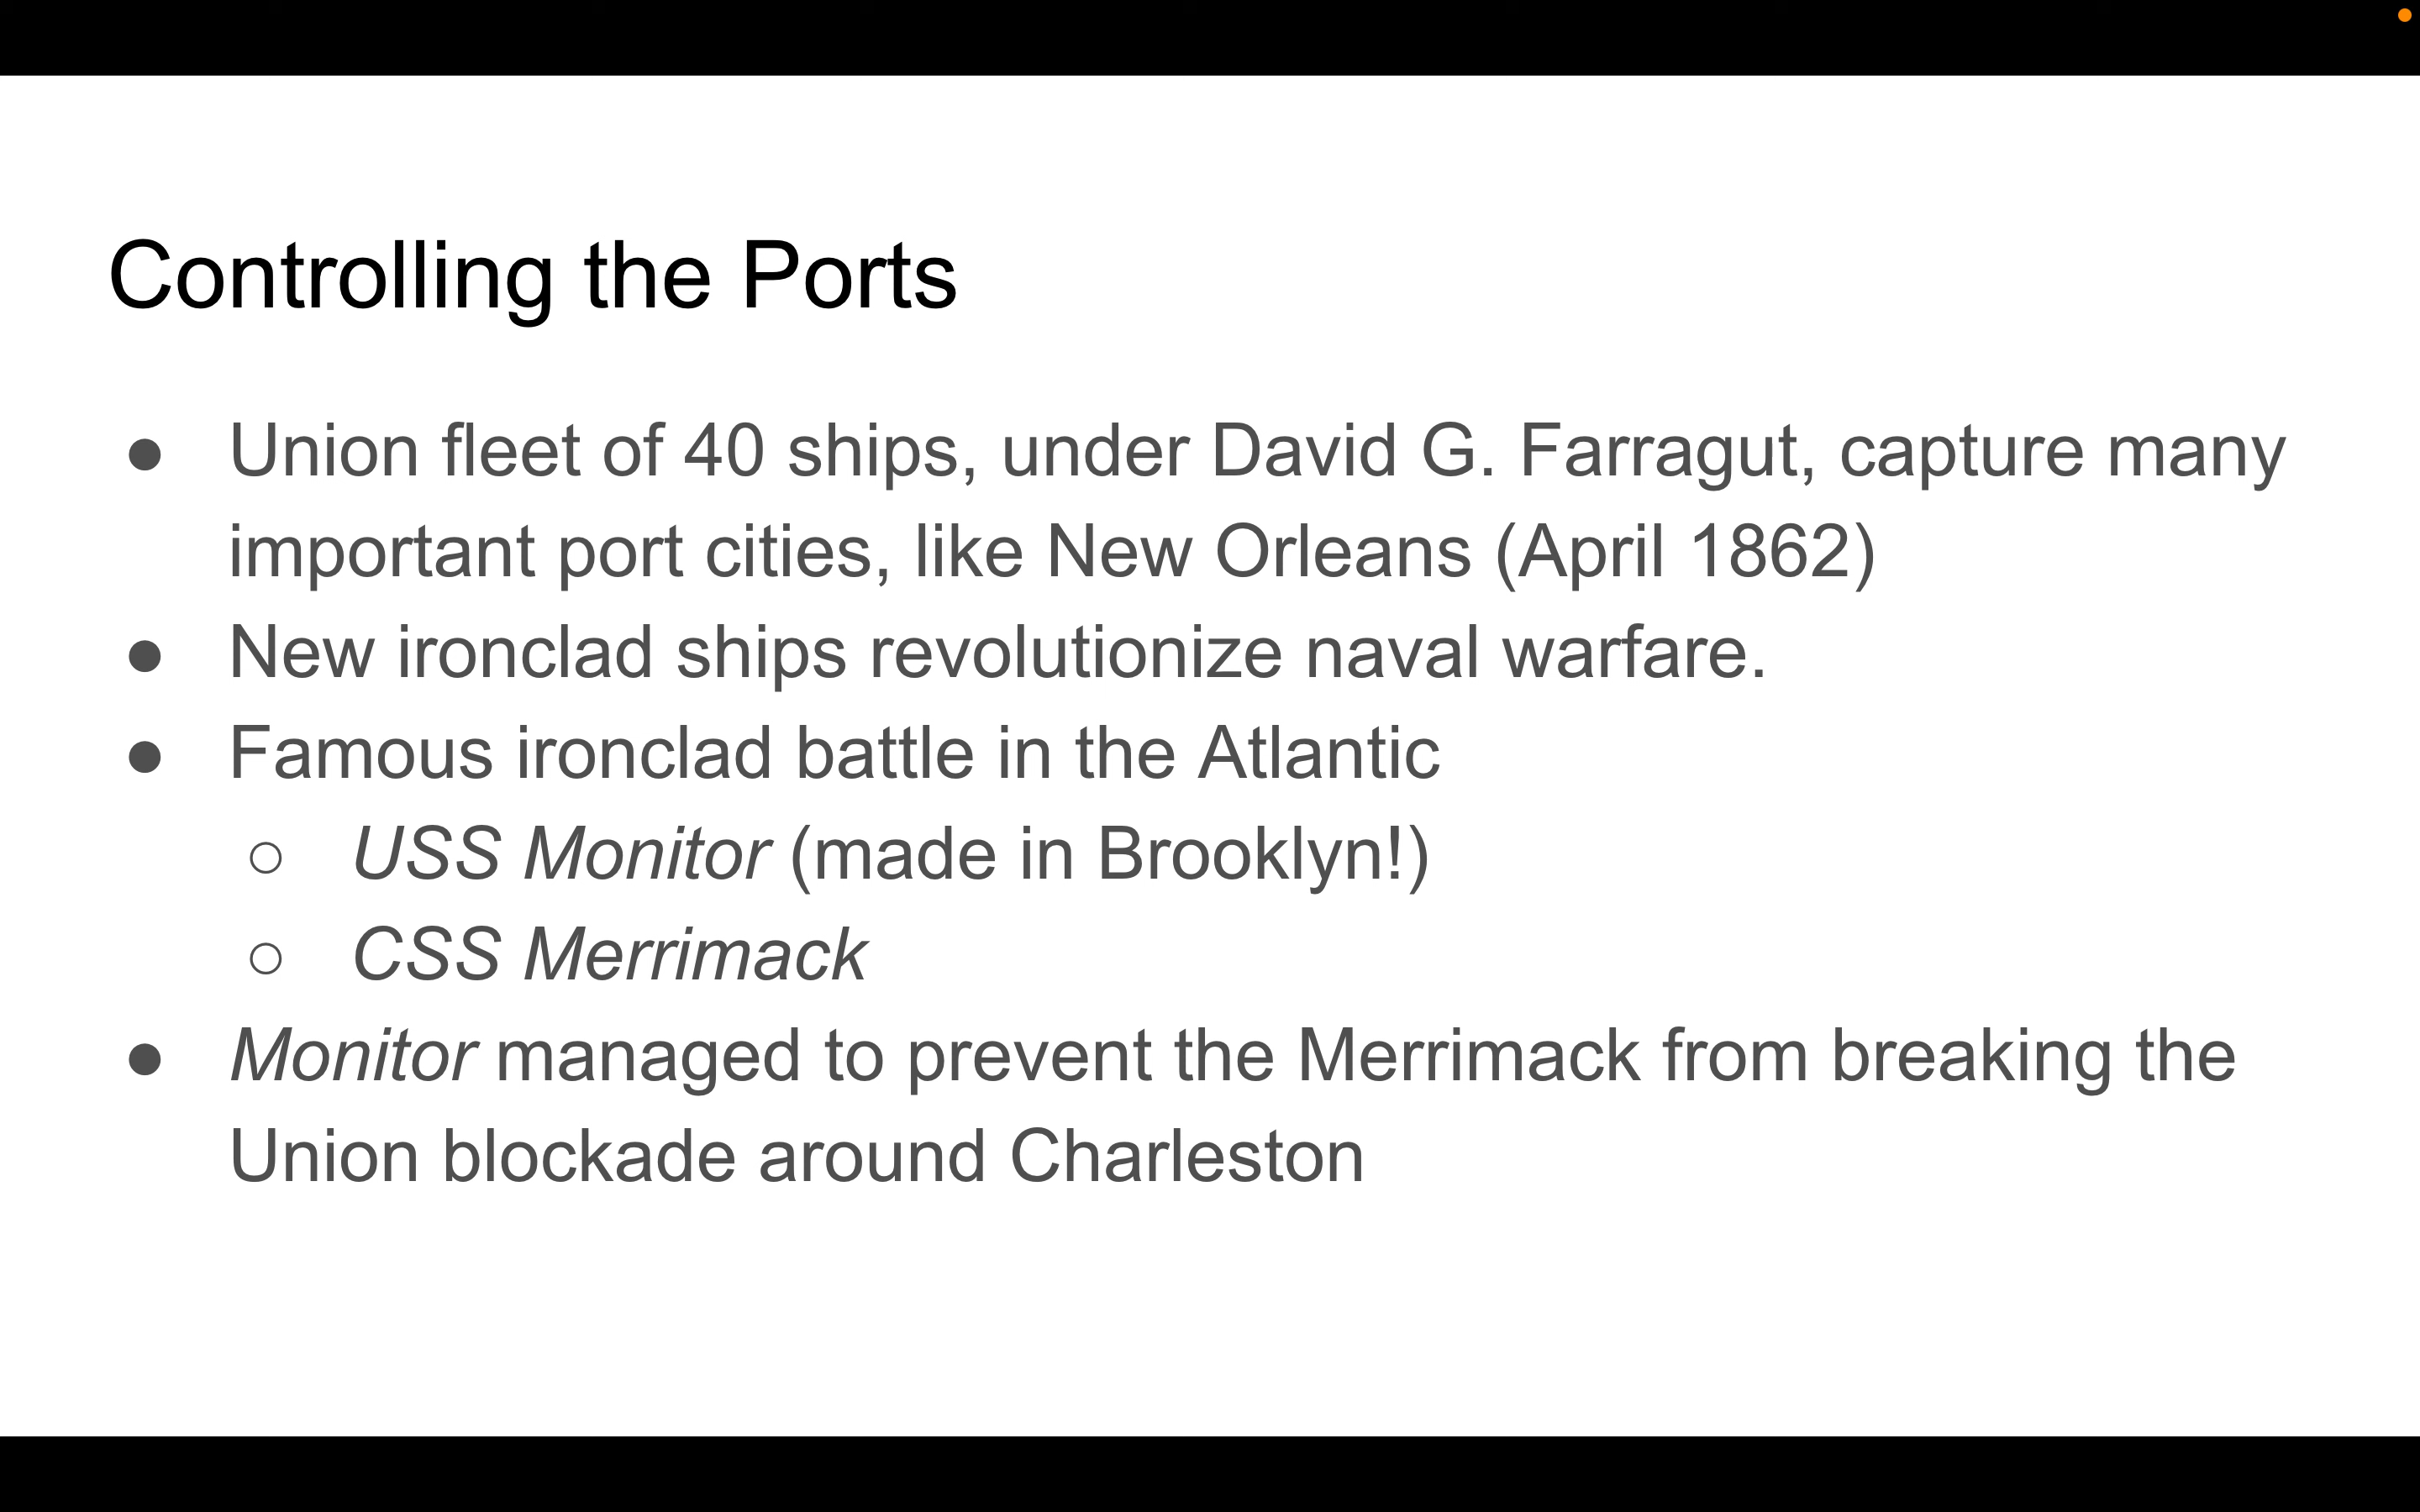 Controlling the Ports
● Union fleet of 40 ships, under David G. Farragut, capture many
important port cities, like New Orleans (April 1862)
● New ironclad ships revolutionize naval warfare.
● Famous ironclad battle in the Atlantic
○ USS Monitor (made in Brooklyn!)
○ CSS Merrimack
● Monitor managed to prevent the Merrimack from breaking the
Union blockade around Charleston